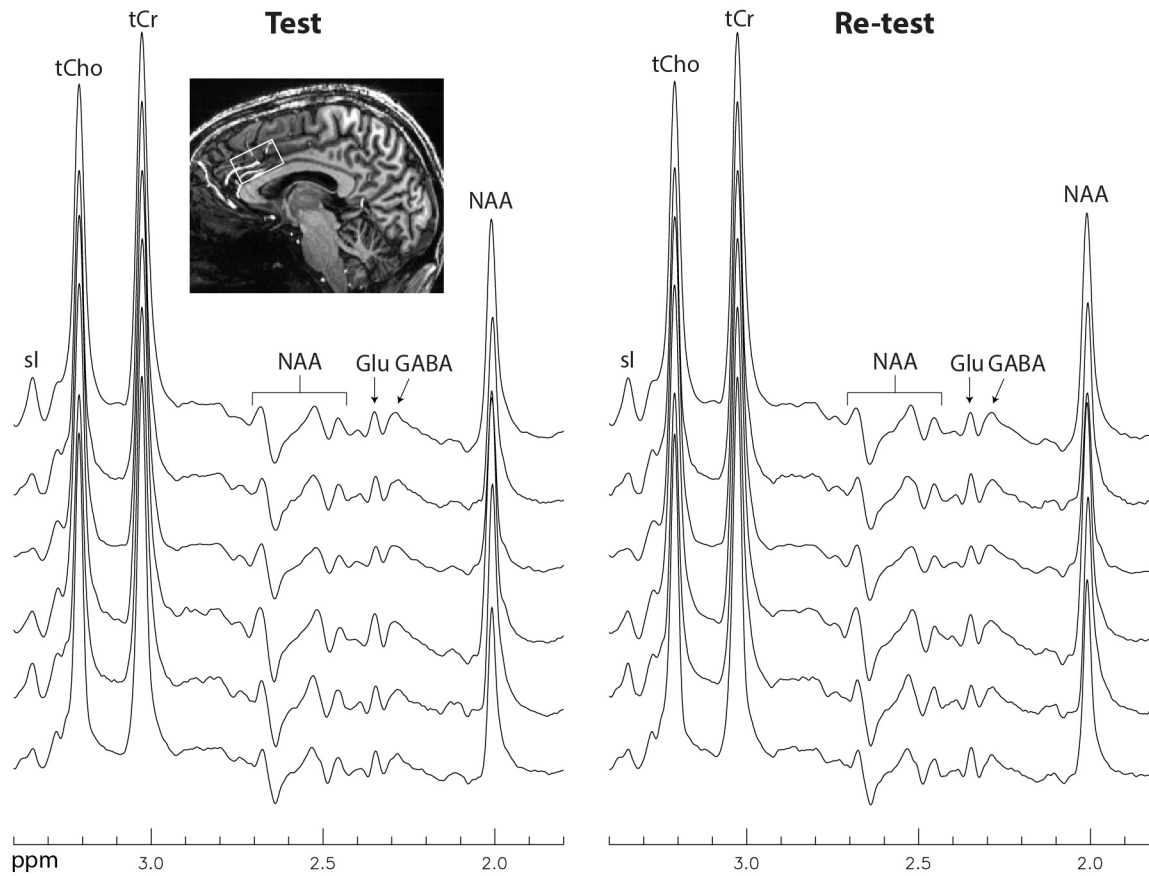 Test
tCr
tCho
NAA
sI
NAA
Glu GABA
ppm
3.0
2.5
2.0
Re-test
tCr
tCho
NAA
sI
NAA
Glu GABA
3.0
2.5
2.0